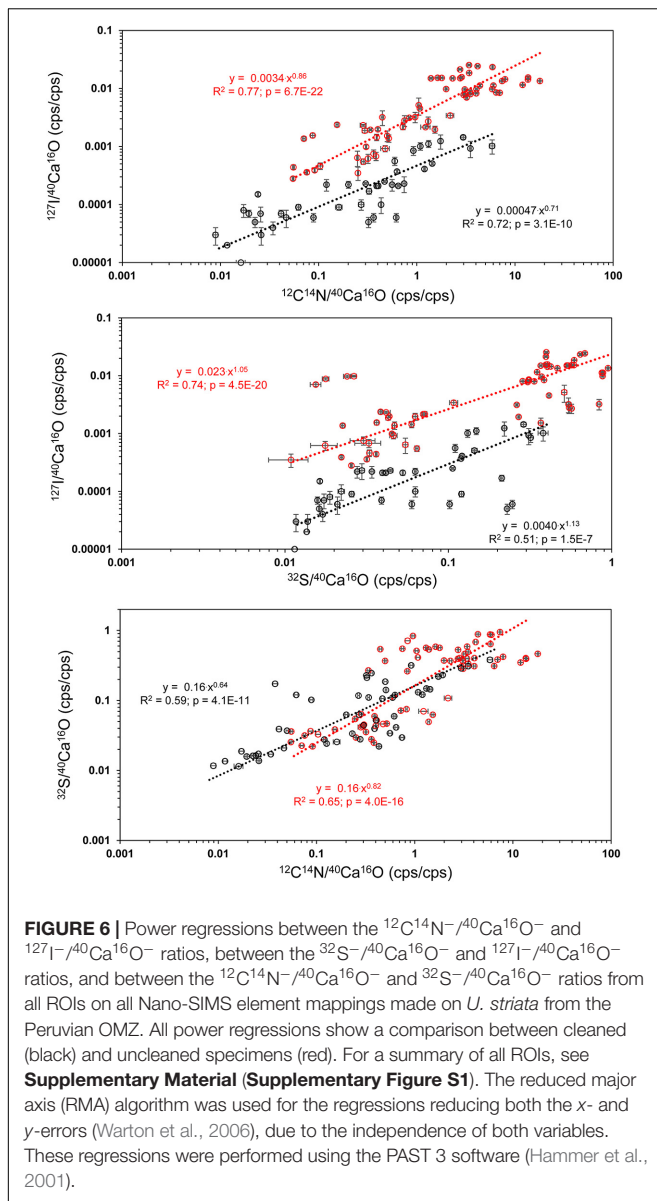 0.1
y = 0.0034 x^0.86
R² = 0.77; p = 6.7E-22
0.01
0.001
0.0001
y = 0.00047 x^0.71
R² = 0.72; p = 3.1E-10
0.00001
0.001 0.01 0.1 1 10 100
¹²⁷I/⁴⁰Ca¹⁶O (cps/cps)
¹²C¹⁴N/⁴⁰Ca¹⁶O (cps/cps)
0.1
y = 0.023 x^1.05
R² = 0.74; p = 4.5E-20
0.01
0.001
0.0001
y = 0.0040 x^1.13
R² = 0.51; p = 1.5E-7
0.00001
0.001 0.01 0.1 1
¹²⁷I/⁴⁰Ca¹⁶O (cps/cps)
³²S/⁴⁰Ca¹⁶O (cps/cps)
1
y = 0.16 x^0.64
R² = 0.59; p = 4.1E-11
0.1
0.01
y = 0.16 x^0.82
R² = 0.65; p = 4.0E-16
0.001
0.001 0.01 0.1 1 10 100
³²S/⁴⁰Ca¹⁶O (cps/cps)
¹²C¹⁴N/⁴⁰Ca¹⁶O (cps/cps)
FIGURE 6 | Power regressions between the ¹²C¹⁴N⁻/⁴⁰Ca¹⁶O⁻ and
¹²⁷I⁻/⁴⁰Ca¹⁶O⁻ ratios, between the ³²S⁻/⁴⁰Ca¹⁶O⁻ and ¹²⁷I⁻/⁴⁰Ca¹⁶O⁻
ratios, and between the ¹²C¹⁴N⁻/⁴⁰Ca¹⁶O⁻ and ³²S⁻/⁴⁰Ca¹⁶O⁻ ratios from
all ROIs on all Nano-SIMS element mappings made on U. striata from the
Peruvian OMZ. All power regressions show a comparison between cleaned
(black) and uncleaned specimens (red). For a summary of all ROIs, see
Supplementary Material (Supplementary Figure S1). The reduced major
axis (RMA) algorithm was used for the regressions reducing both the x- and
y-errors (Warton et al., 2006), due to the independence of both variables.
These regressions were performed using the PAST 3 software (Hammer et al.,
2001).